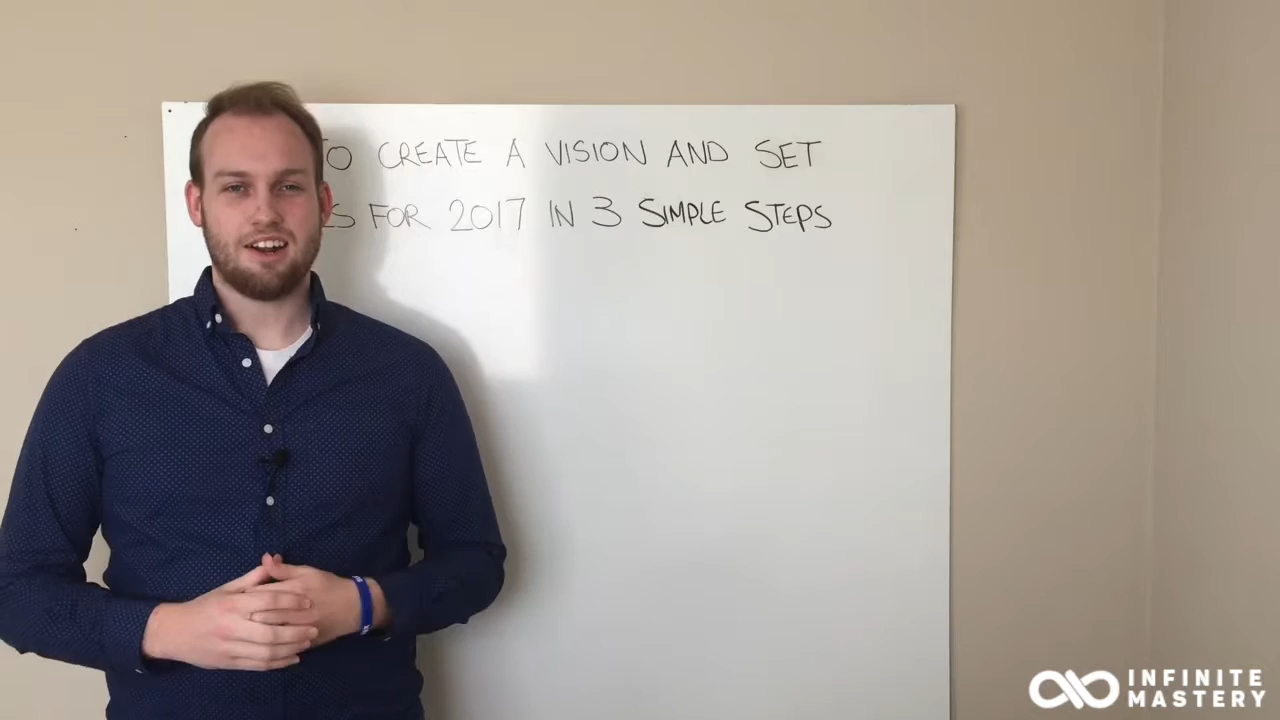 TO CREATE A VISION AND SET
S FOR 2017 IN 3 SIMPLE STEPS
INFINITE
MASTERY